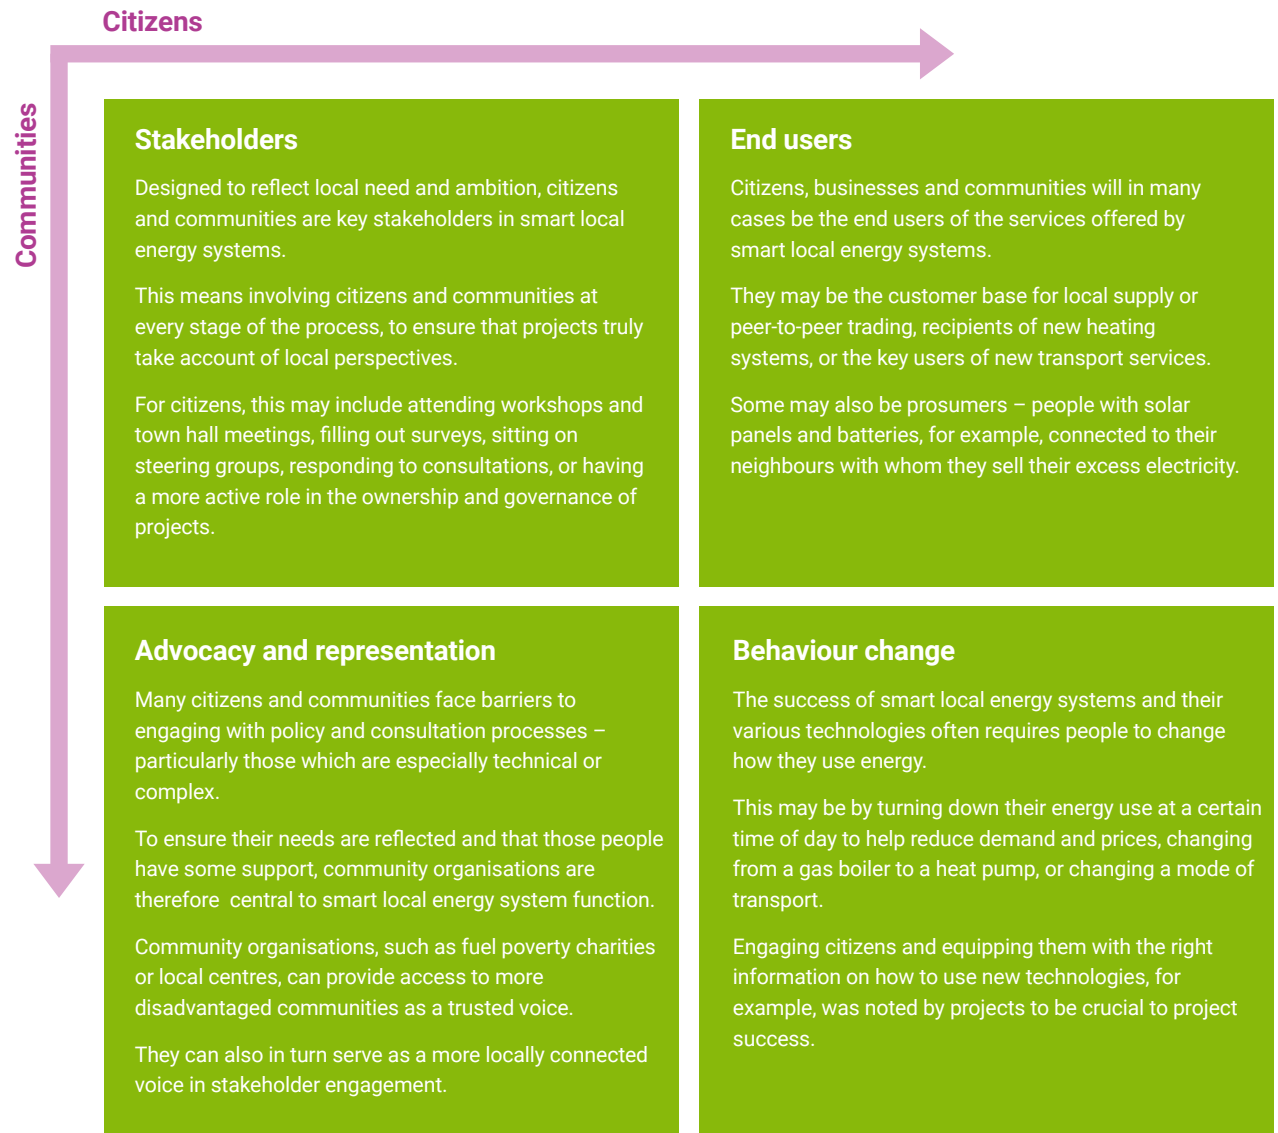 Citizens
Communities
Stakeholders
Designed to reflect local need and ambition, citizens
and communities are key stakeholders in smart local
energy systems.
This means involving citizens and communities at
every stage of the process, to ensure that projects truly
take account of local perspectives.
For citizens, this may include attending workshops and
town hall meetings, filling out surveys, sitting on
steering groups, responding to consultations, or having
a more active role in the ownership and governance of
projects.
End users
Citizens, businesses and communities will in many
cases be the end users of the services offered by
smart local energy systems.
They may be the customer base for local supply or
peer-to-peer trading, recipients of new heating
systems, or the key users of new transport services.
Some may also be prosumers – people with solar
panels and batteries, for example, connected to their
neighbours with whom they sell their excess electricity.
Advocacy and representation
Many citizens and communities face barriers to
engaging with policy and consultation processes –
particularly those which are especially technical or
complex.
To ensure their needs are reflected and that those people
have some support, community organisations are
therefore  central to smart local energy system function.
Community organisations, such as fuel poverty charities
or local centres, can provide access to more
disadvantaged communities as a trusted voice.
They can also in turn serve as a more locally connected
voice in stakeholder engagement.
Behaviour change
The success of smart local energy systems and their
various technologies often requires people to change
how they use energy.
This may be by turning down their energy use at a certain
time of day to help reduce demand and prices, changing
from a gas boiler to a heat pump, or changing a mode of
transport.
Engaging citizens and equipping them with the right
information on how to use new technologies, for
example, was noted by projects to be crucial to project
success.